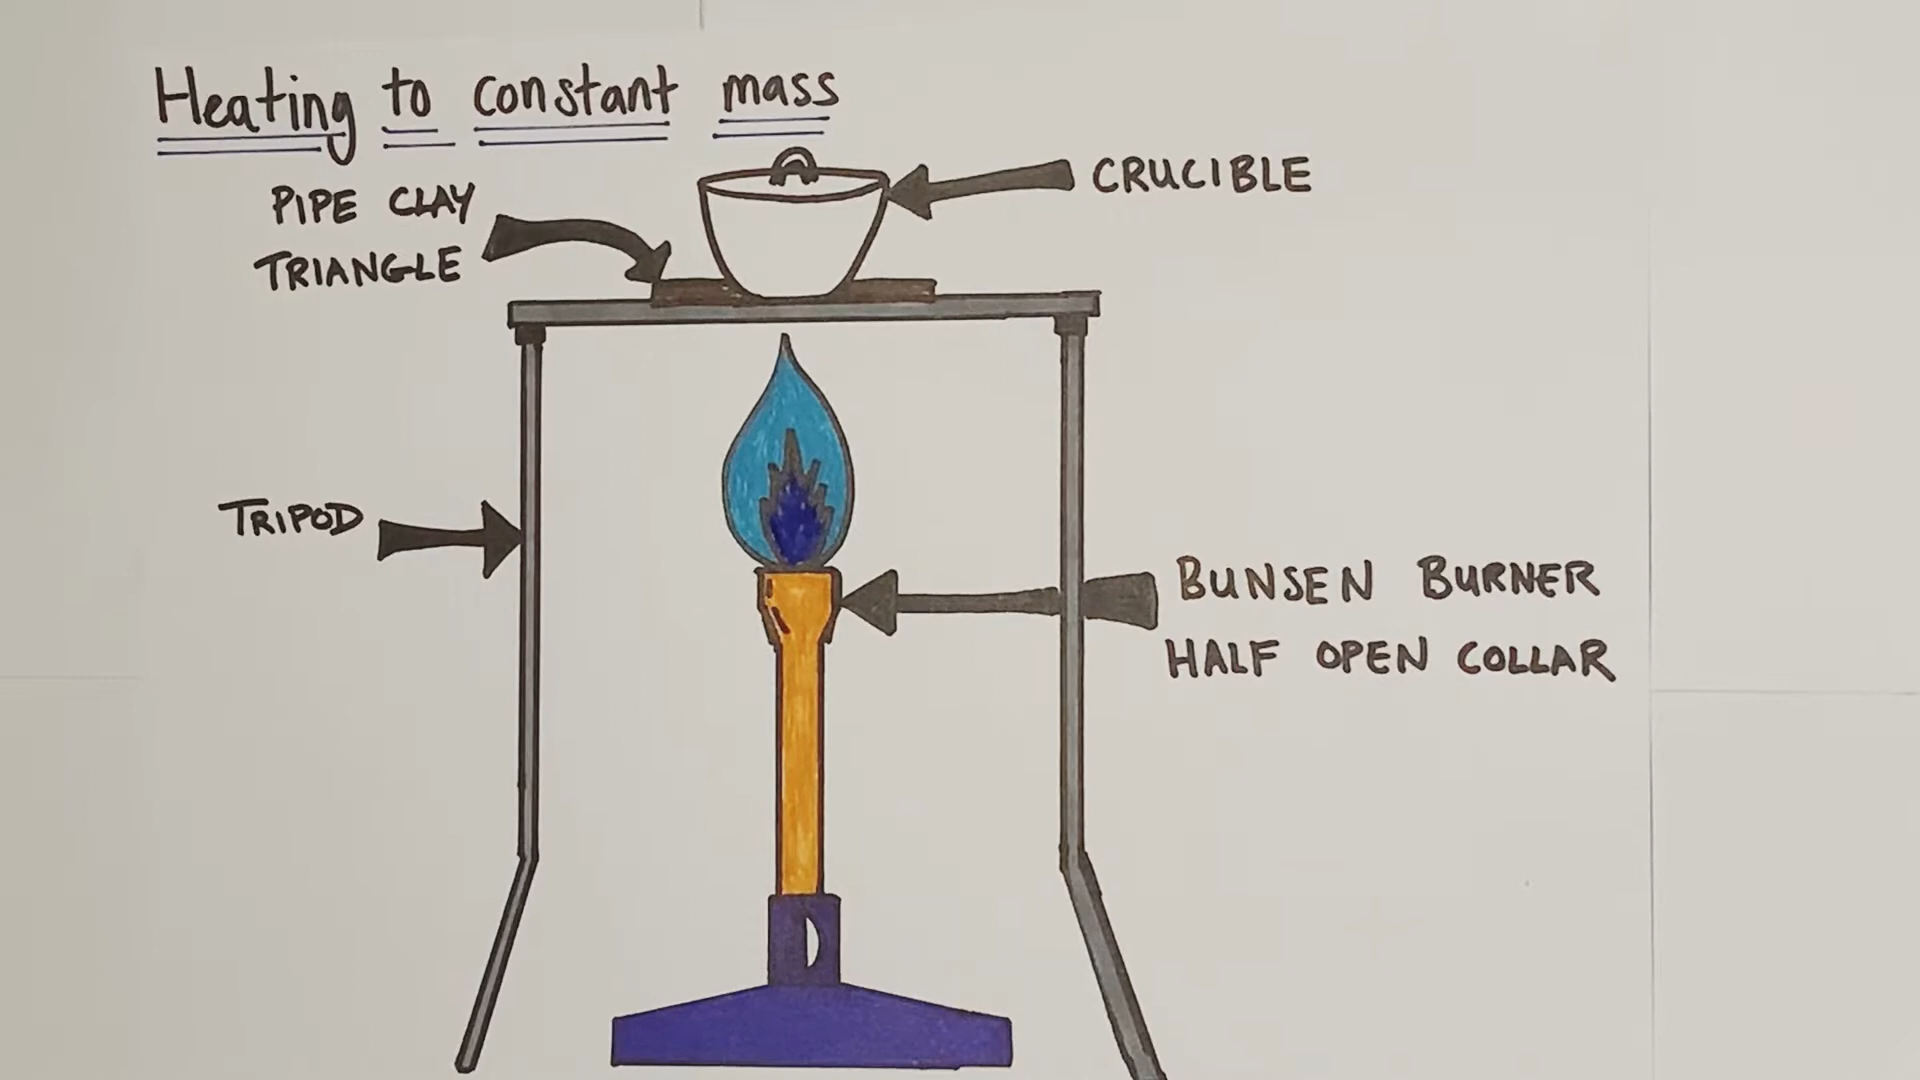 Heating to constant mass
PIPE CLAY
TRIANGLE
CRUCIBLE
TRIPOD
BUNSEN BURNER
HALF OPEN COLLAR